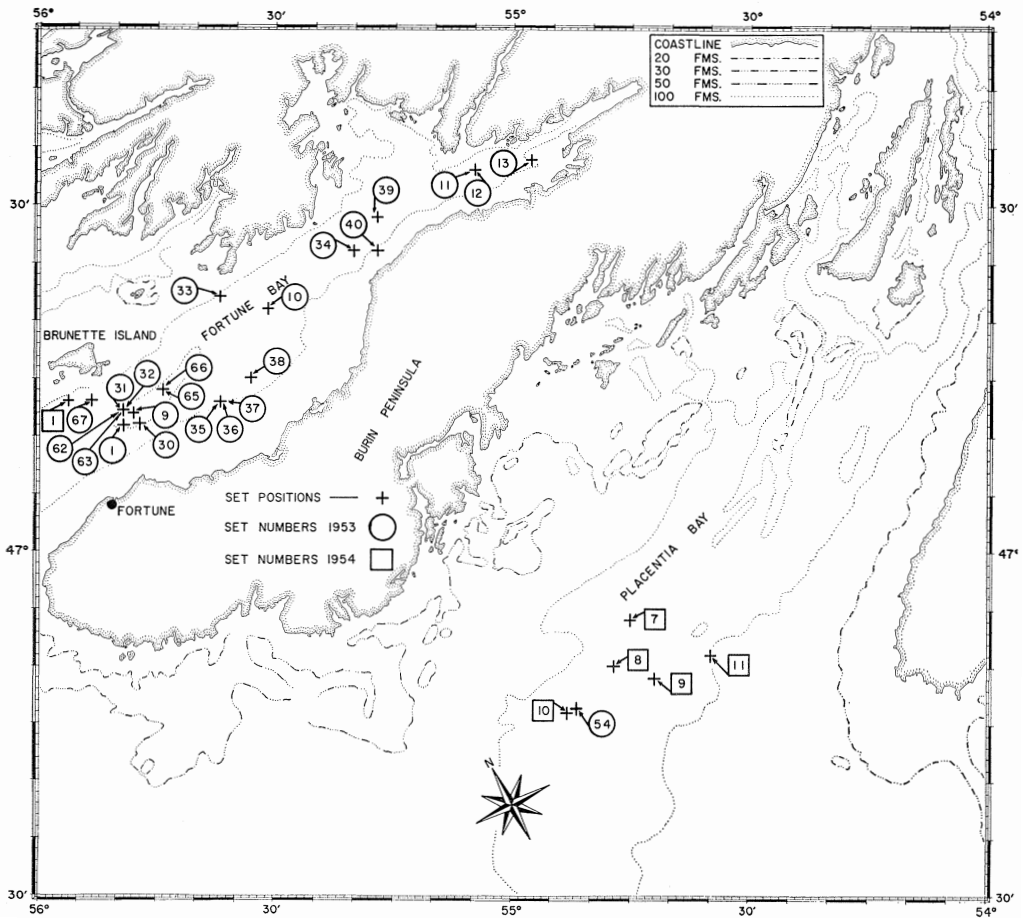 56° 30' 55° 30' 54°
COASTLINE
20 FMS.
30 FMS.
50 FMS.
100 FMS.
13
11
12
39
30'
30'
40
34
33
10
FORTUNE BAY
BRUNETTE ISLAND
38
66
32
31
65
37
1
67
9
35
36
62
30
63
1
BURIN PENINSULA
SET POSITIONS
FORTUNE
SET NUMBERS 1953
SET NUMBERS 1954
47°
47°
PLACENTIA BAY
7
8
11
9
10
54
N
30'
30'
56° 30' 55° 30' 54°